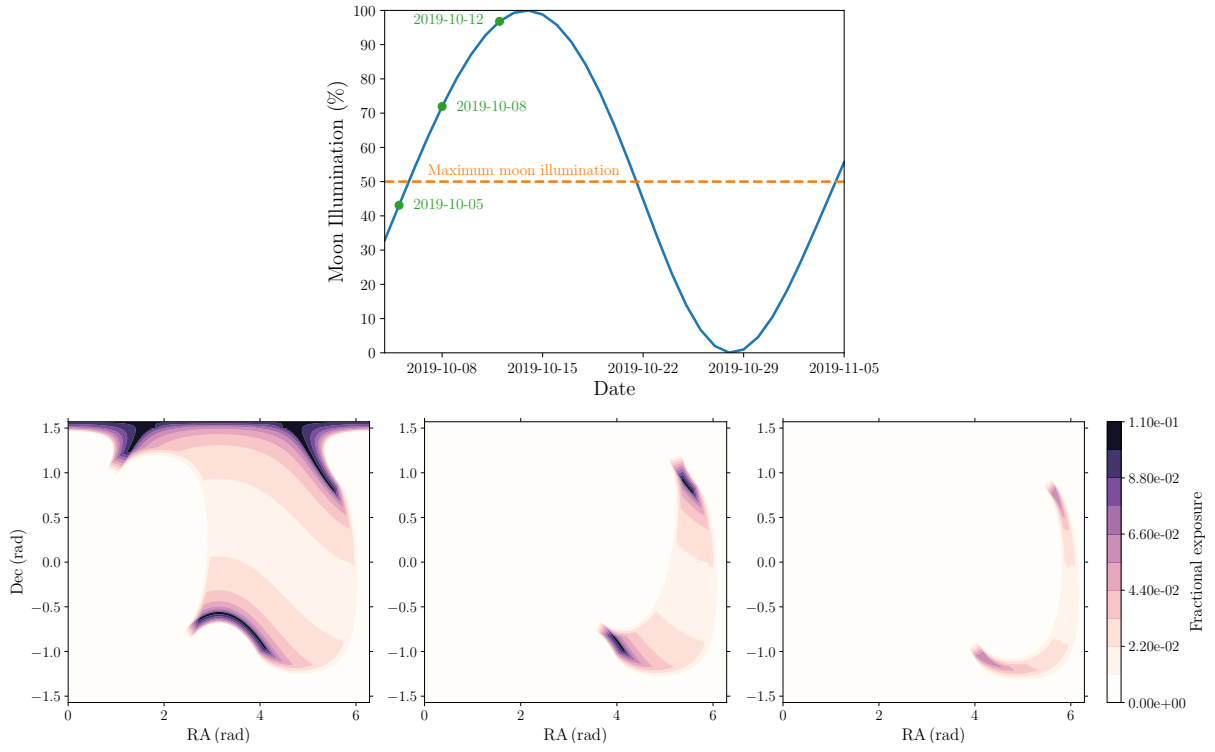 100
90
80
70
60
50
40
30
20
10
0
Moon Illumination (%)
2019-10-12
2019-10-08
Maximum moon illumination
2019-10-05
2019-10-08 2019-10-15 2019-10-22 2019-10-29 2019-11-05
Date
1.5
1.0
0.5
0.0
−0.5
−1.0
−1.5
Dec (rad)
0 2 4 6
RA (rad)
1.5
1.0
0.5
0.0
−0.5
−1.0
−1.5
0 2 4 6
RA (rad)
1.5
1.0
0.5
0.0
−0.5
−1.0
−1.5
0 2 4 6
RA (rad)
1.10e-01
8.80e-02
6.60e-02
4.40e-02
2.20e-02
0.00e+00
Fractional exposure